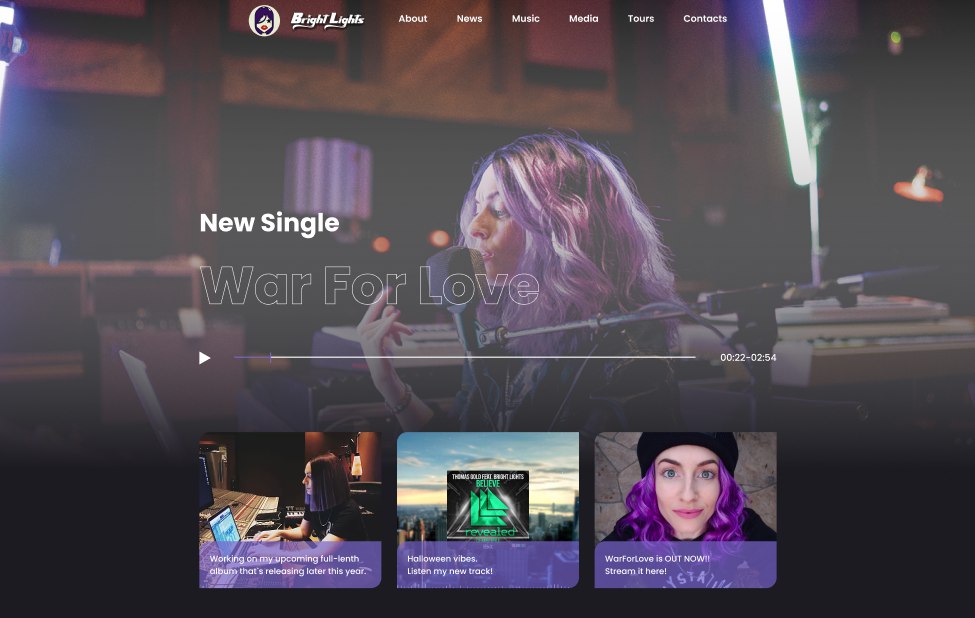 Bright Lights
About
News
Music
Media
Tours
Contacts
New Single
War For Love
00:22-02:54
THOMAS GOLD FEAT. BRIGHT LIGHTS
BELIEVE
revealed
Working on my upcoming full-lenth
album that's releasing later this year.
Halloween vibes.
Listen my new track!
WarForLove is OUT NOW!!
Stream it here!